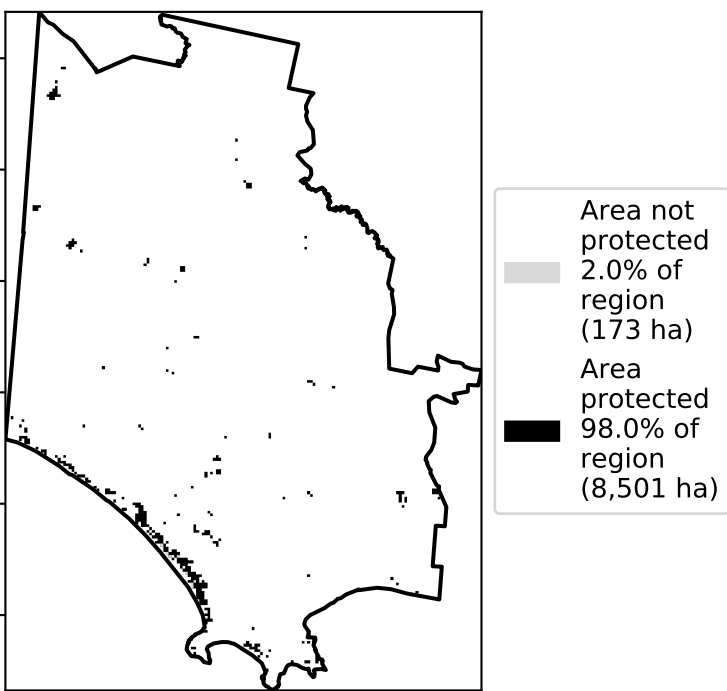 Area not
protected
2.0% of
region
(173 ha)
Area
protected
98.0% of
region
(8,501 ha)